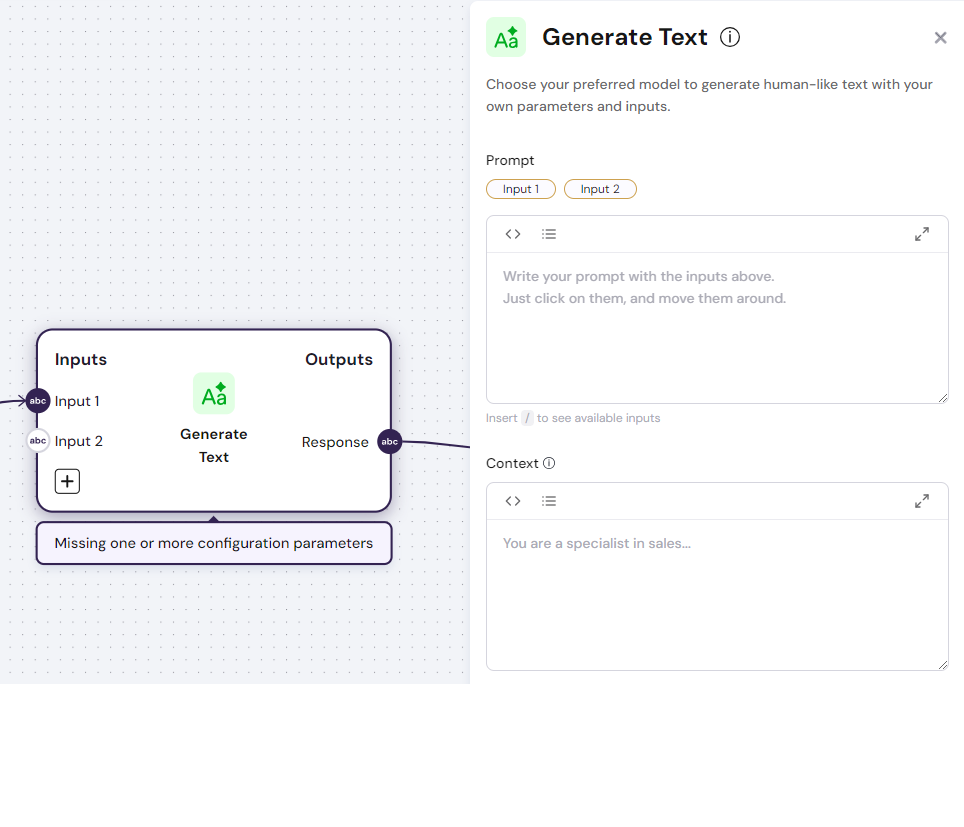 Inputs
Outputs
abc
Input 1
abc
Input 2
Aa
Generate
Text
Response
abc
Missing one or more configuration parameters
Aa
Generate Text
Choose your preferred model to generate human-like text with your
own parameters and inputs.
Prompt
Input 1
Input 2
Write your prompt with the inputs above.
Just click on them, and move them around.
Insert / to see available inputs
Context
You are a specialist in sales...